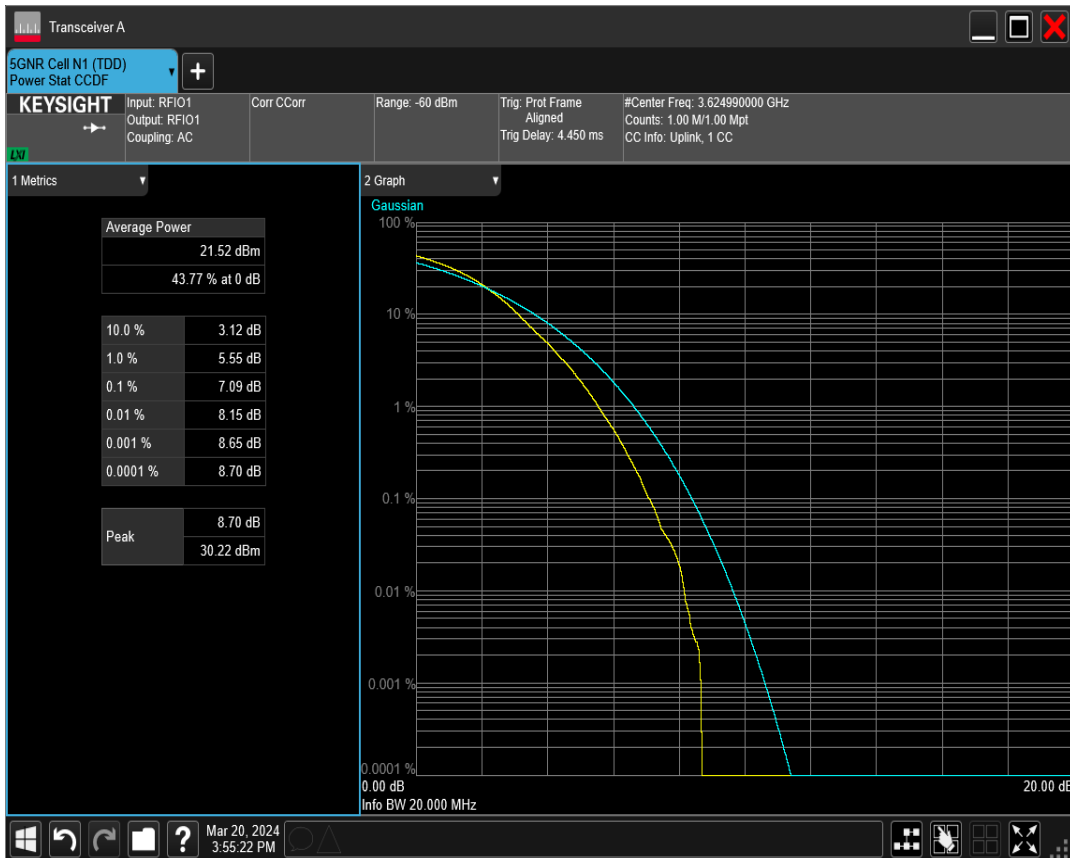 Transceiver A
5GNR Cell N1 (TDD)
Power Stat CCDF
+
KEYSIGHT
LXI
Input: RFIO1
Output: RFIO1
Coupling: AC
Corr CCorr
Range: -60 dBm
Trig: Prot Frame
Aligned
Trig Delay: 4.450 ms
#Center Freq: 3.624990000 GHz
Counts: 1.00 M/1.00 Mpt
CC Info: Uplink, 1 CC
1 Metrics
Average Power
21.52 dBm
43.77 % at 0 dB
10.0 % 3.12 dB
1.0 % 5.55 dB
0.1 % 7.09 dB
0.01 % 8.15 dB
0.001 % 8.65 dB
0.0001 % 8.70 dB
Peak
8.70 dB
30.22 dBm
2 Graph
Gaussian
100 %
10 %
1 %
0.1 %
0.01 %
0.001 %
0.0001 %
0.00 dB 20.00 dB
Info BW 20.000 MHz
?
Mar 20, 2024
3:55:22 PM